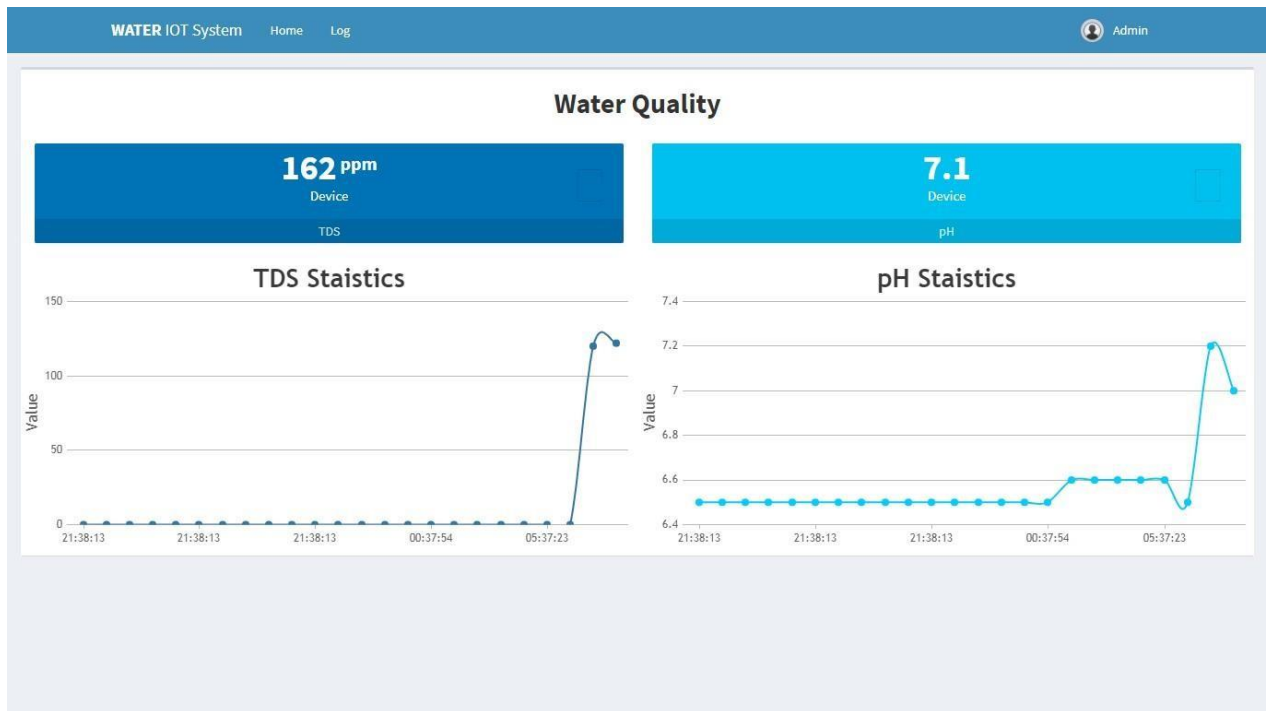 WATER IOT System Home Log Admin
Water Quality
162 ppm
Device
TDS
7.1
Device
pH
TDS Staistics
150
100
50
0
Value
21:38:13 21:38:13 21:38:13 00:37:54 05:37:23
pH Staistics
7.4
7.2
7
6.8
6.6
6.4
Value
21:38:13 21:38:13 21:38:13 00:37:54 05:37:23